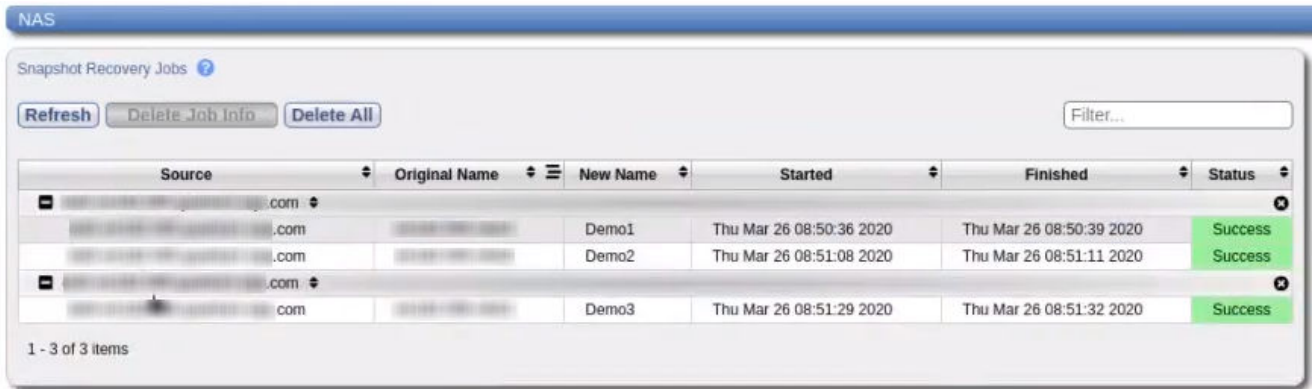 NAS
Snapshot Recovery Jobs
Refresh Delete Job Info Delete All Filter...
Source Original Name New Name Started Finished Status
.com
.com Demo1 Thu Mar 26 08:50:36 2020 Thu Mar 26 08:50:39 2020 Success
.com Demo2 Thu Mar 26 08:51:08 2020 Thu Mar 26 08:51:11 2020 Success
.com
com Demo3 Thu Mar 26 08:51:29 2020 Thu Mar 26 08:51:32 2020 Success
1 - 3 of 3 items